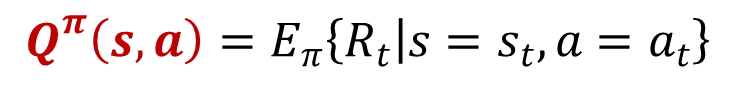 Q^π(s, a) = E_π{R_t|s = s_t, a = a_t}